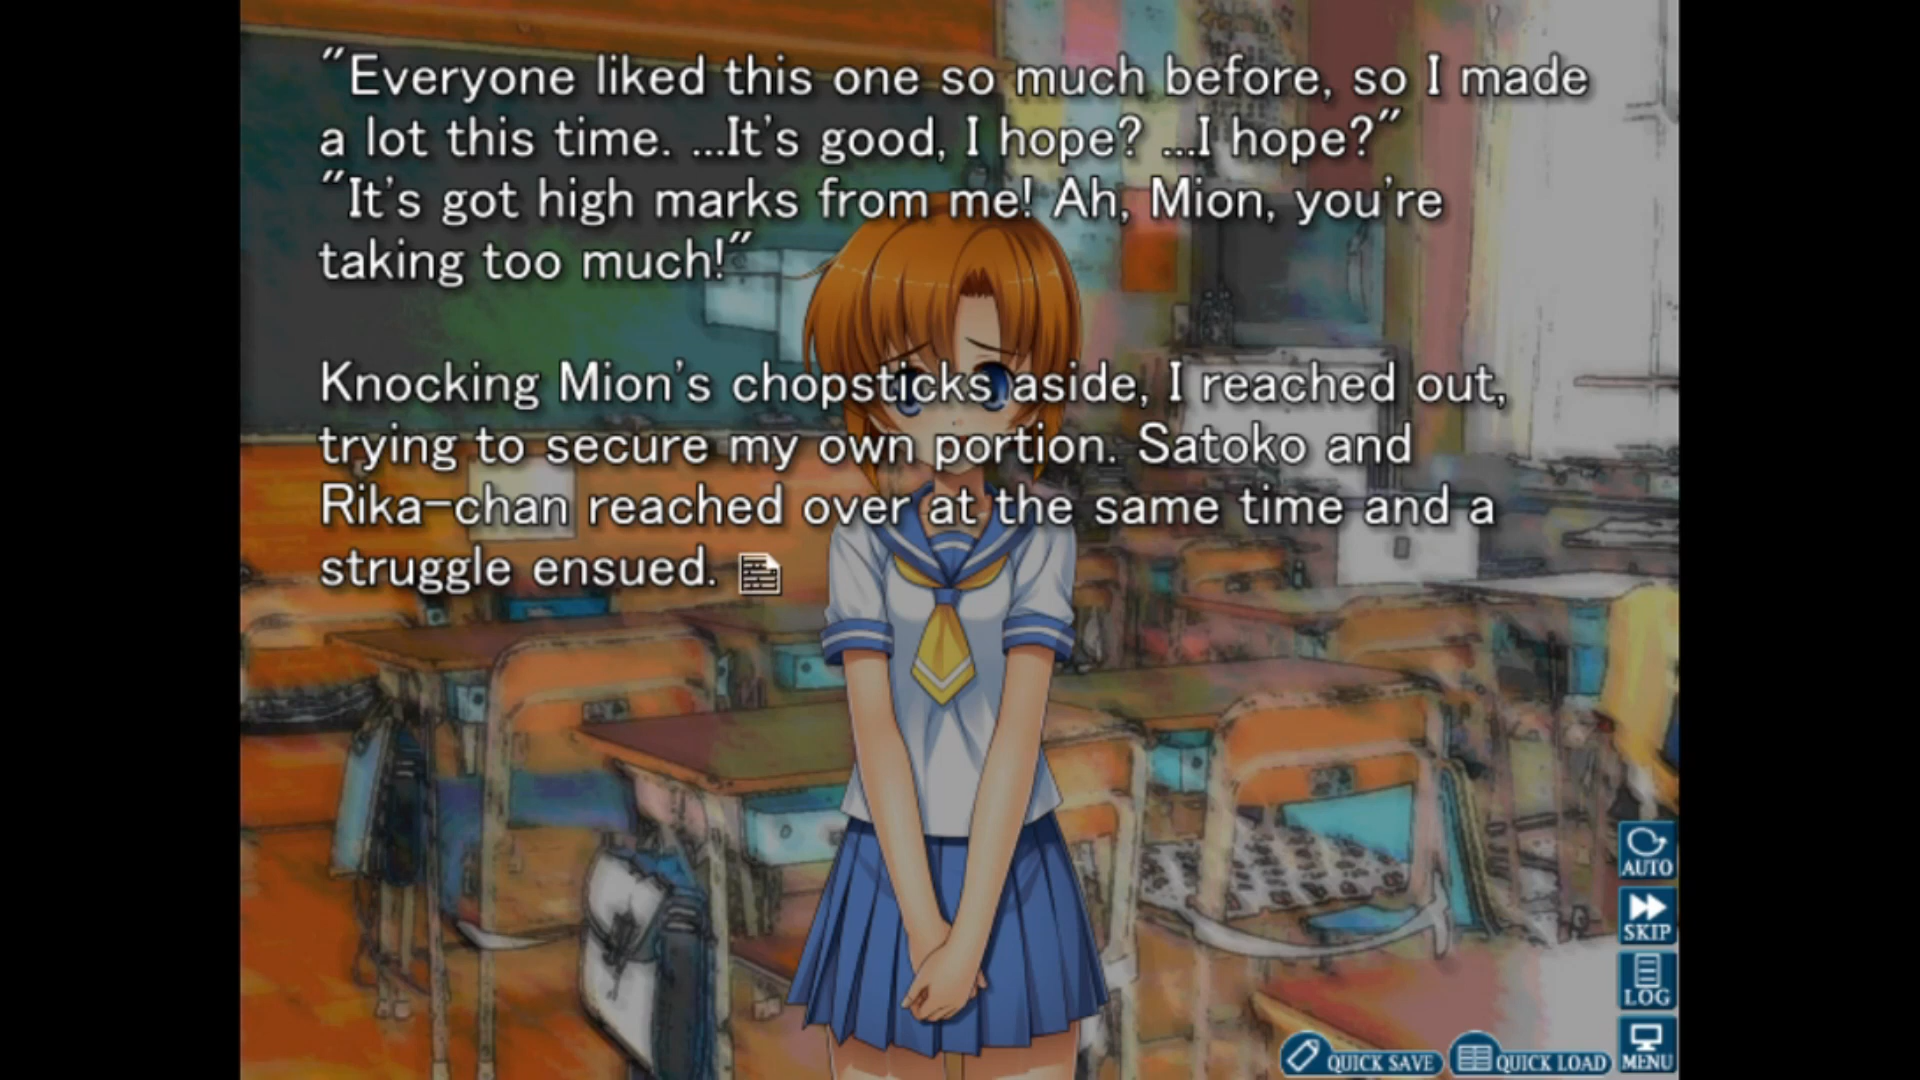 "Everyone liked this one so much before, so I made
a lot this time. ...It's good, I hope? ...I hope?"
"It's got high marks from me! Ah, Mion, you're
taking too much!"
Knocking Mion's chopsticks aside, I reached out,
trying to secure my own portion. Satoko and
Rika-chan reached over at the same time and a
struggle ensued.
AUTO
SKIP
LOG
MENU
QUICK SAVE
QUICK LOAD